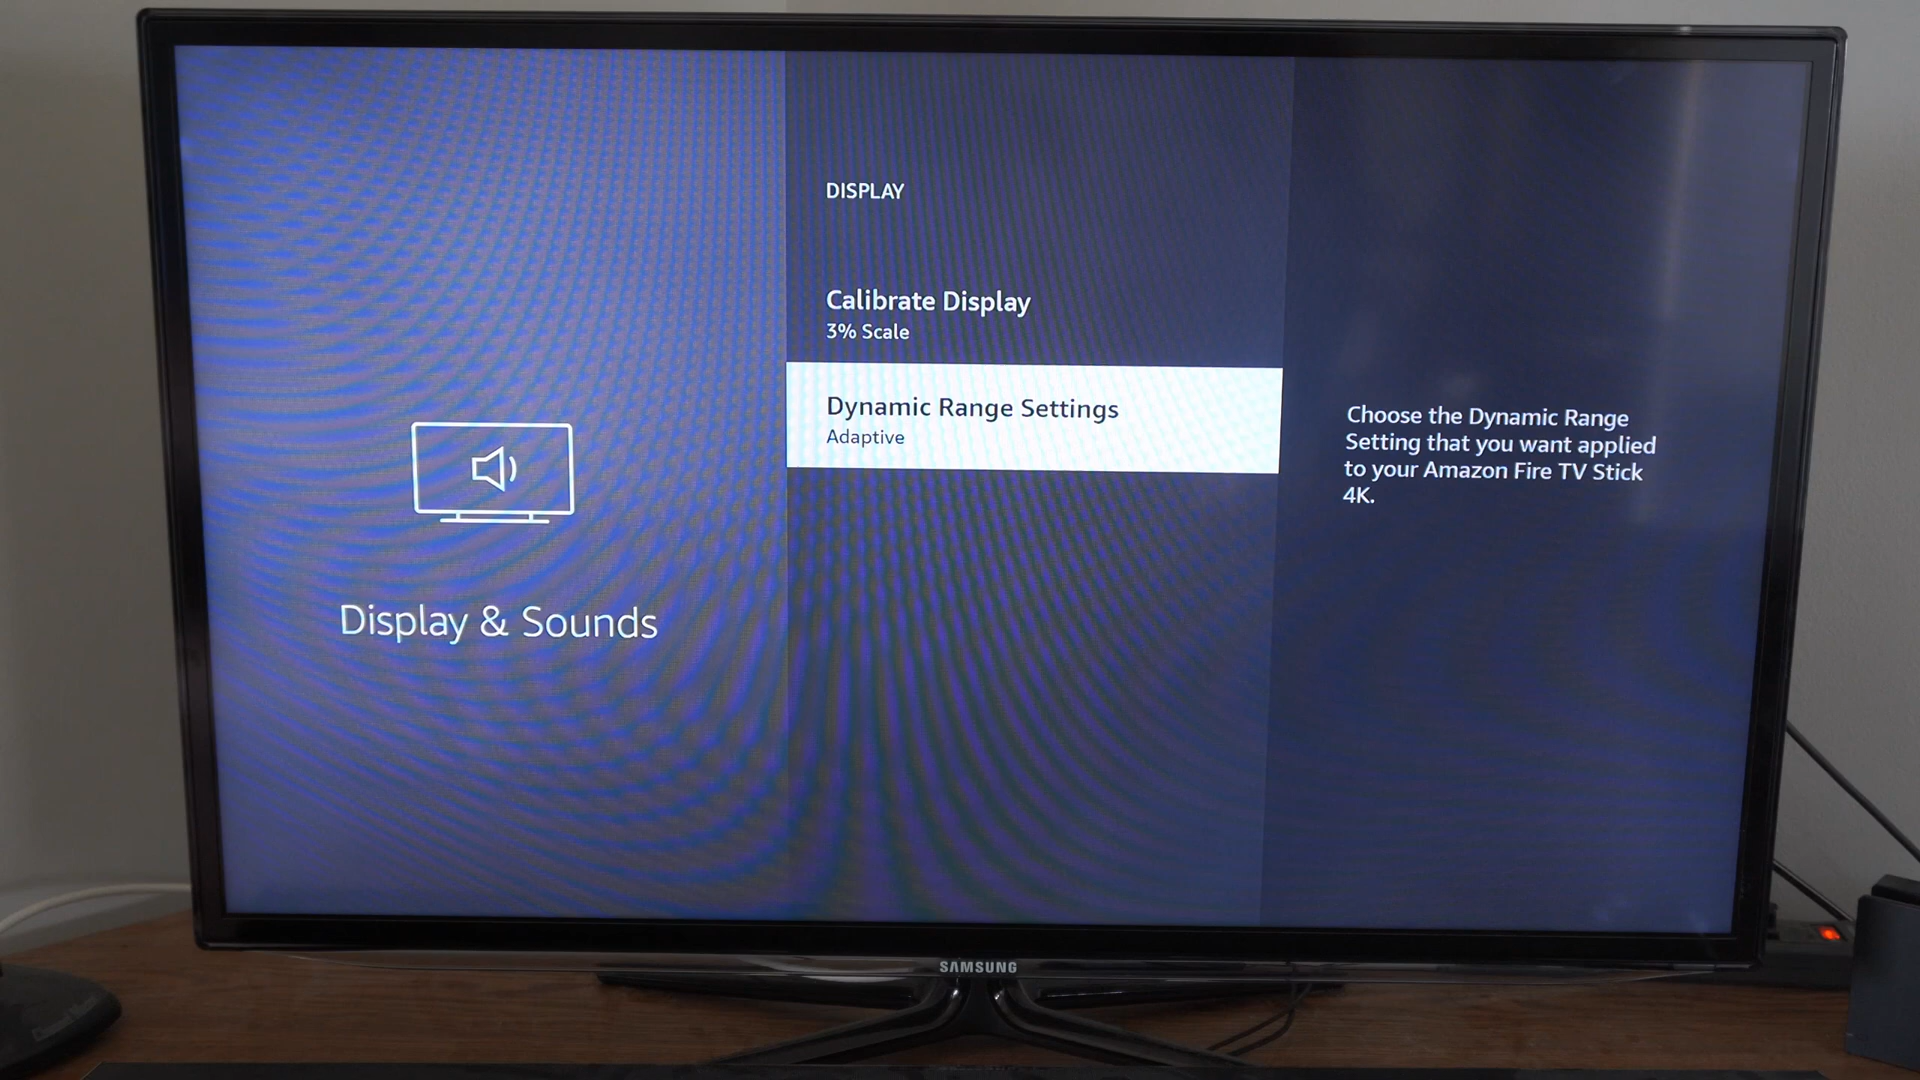 DISPLAY
Calibrate Display
3% Scale
Dynamic Range Settings
Adaptive
Choose the Dynamic Range
Setting that you want applied
to your Amazon Fire TV Stick
4K.
Display & Sounds
SAMSUNG